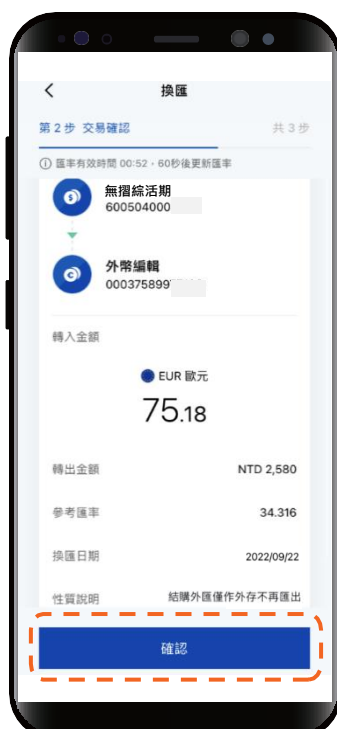 換匯
第 2 步 交易確認 共 3 步
匯率有效時間 00:52，60秒後更新匯率
無摺綜活期
600504000
外幣編輯
000375899
轉入金額
EUR 歐元
75.18
轉出金額 NTD 2,580
參考匯率 34.316
換匯日期 2022/09/22
性質說明 結購外匯僅作外存不再匯出
確認